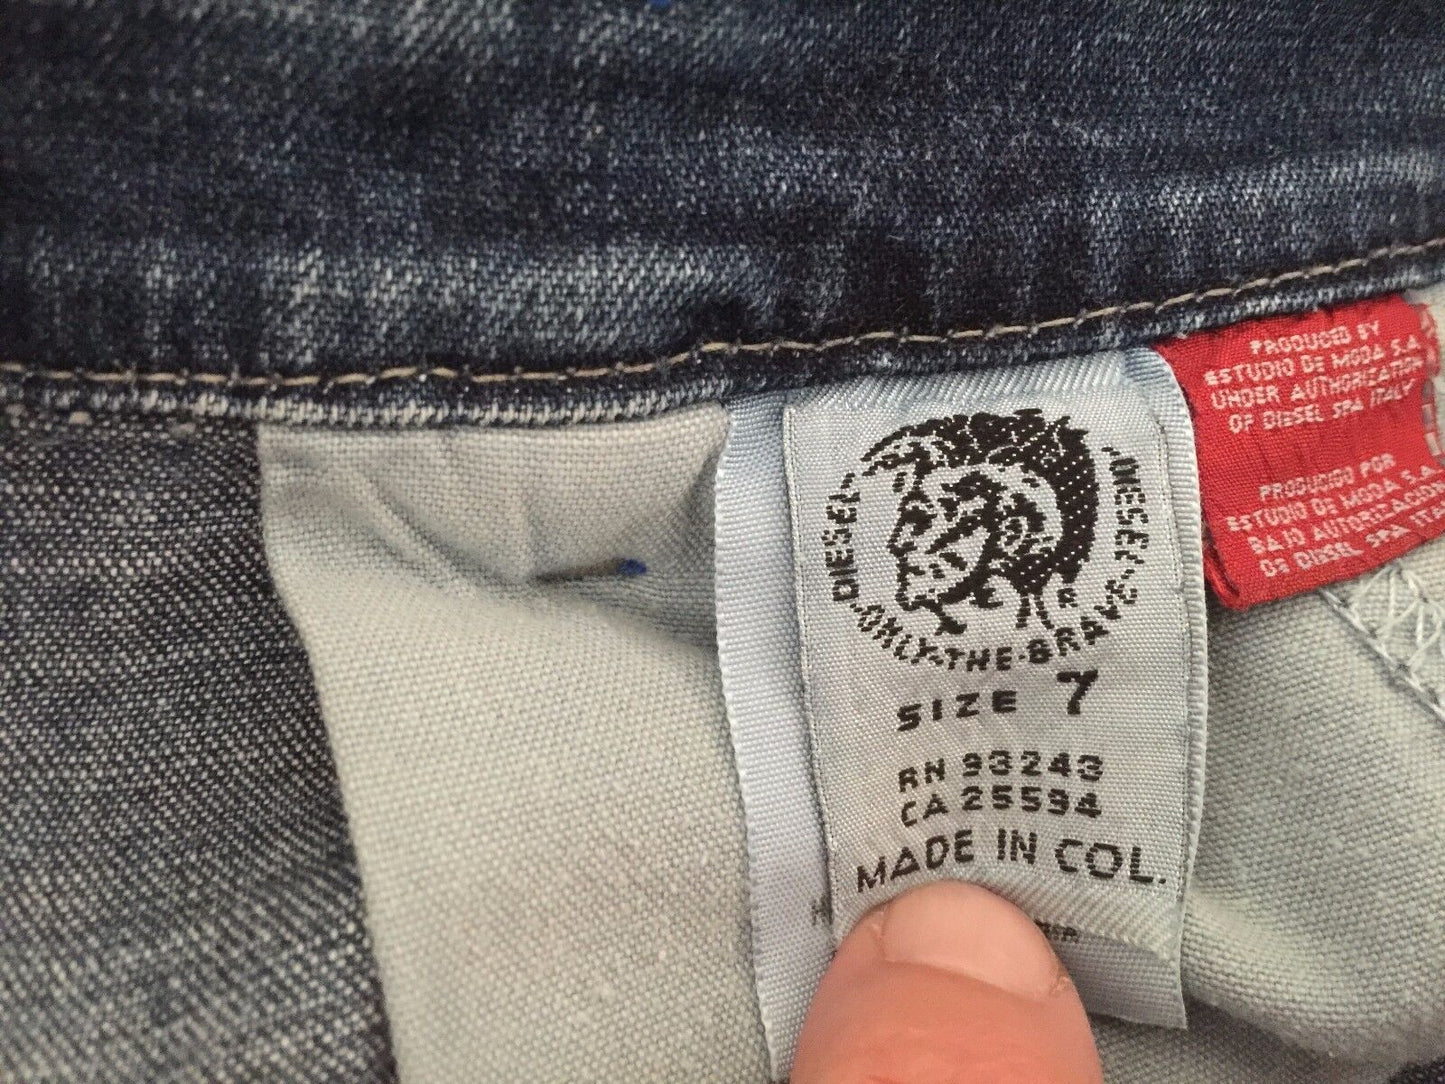 DIESEL
DIESEL
ONLY-THE-BRAVE
R
SIZE 7
RN 93243
CA 25594
MADE IN COL.
PRODUCED BY
ESTUDIO DE MODA S.A.
UNDER AUTHORIZATION
OF DIESEL SPA ITALY
PRODUCIDO POR
ESTUDIO DE MODA S.A.
BAJO AUTORIZACION
DE DIESEL SPA